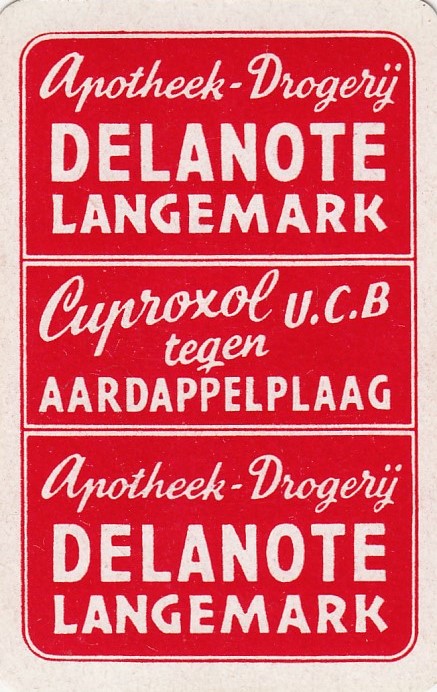 Apotheek-Drogerij
DELANOTE
LANGEMARK
Cuproxol U.C.B
tegen
AARDAPPELPLAAG
Apotheek-Drogerij
DELANOTE
LANGEMARK